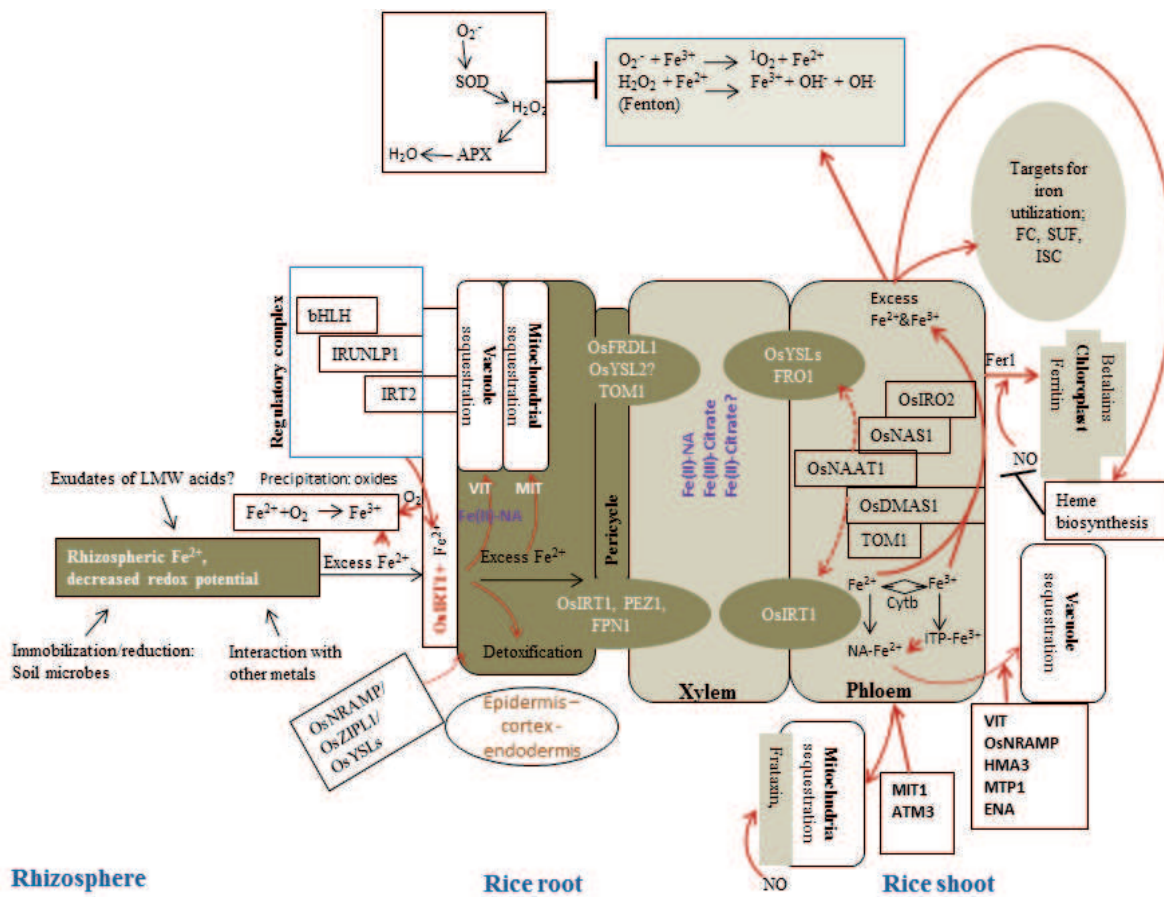 O₂·⁻
SOD
H₂O₂
H₂O
APX
O₂·⁻ + Fe³⁺ → ¹O₂ + Fe²⁺
H₂O₂ + Fe²⁺ → Fe³⁺ + OH⁻ + OH·
(Fenton)
Targets for
iron
utilization;
FC, SUF,
ISC
Regulatory complex
bHLH
IRUNLP1
IRT2
Vacuole
sequestration
Mitochondrial
sequestration
VIT
MIT
Fe(II)-NA
Excess Fe²⁺
Detoxification
Pericycle
OsFRDL1
OsYSL2?
TOM1
OsIRT1, PEZ1,
FPN1
Fe(II)-NA
Fe(III)-Citrate
Fe(II)-Citrate?
Xylem
OsYSLs
FRO1
OsIRT1
Excess
Fe²⁺&Fe³⁺
OsIRO2
OsNAS1
OsNAAT1
OsDMAS1
TOM1
Fe²⁺
Fe³⁺
Cytb
NA-Fe²⁺
ITP-Fe³⁺
Phloem
Fer1
Betalains
Chloroplast
Ferritin
NO
Heme
biosynthesis
Vacuole
sequestration
VIT
OsNRAMP
HMA3
MTP1
ENA
MIT1
ATM3
Mitochndria
sequestration
Frataxin,
NO
Exudates of LMW acids?
Precipitation: oxides
Fe²⁺+O₂ → Fe³⁺
O₂
Rhizospheric Fe²⁺,
decreased redox potential
Excess Fe²⁺
OsIRT1+ Fe²⁺
Immobilization/reduction:
Soil microbes
Interaction with
other metals
OsNRAMP/
OsZIPL1/
OsYSLs
Epidermis –
cortex -
endodermis
Rhizosphere
Rice root
Rice shoot